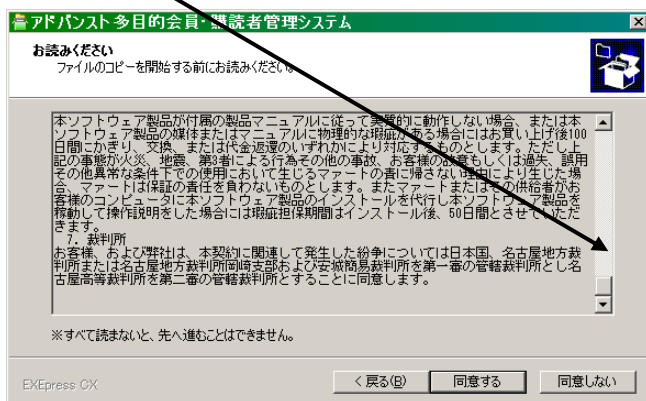 アドバンスト多目的会員・購読者管理システム
お読みください
ファイルのコピーを開始する前にお読みください。
本ソフトウェア製品が付属の製品マニュアルに従って実質的に動作しない場合、または本
ソフトウェア製品の媒体またはマニュアルに物理的な瑕疵がある場合にはお買い上げ後100
日間にかぎり、交換、または代金返還のいずれかにより対応するものとします。ただし上
記の事態が火災、地震、第3者による行為その他の事故、お客様の故意もしくは過失、誤用
その他異常な条件下での使用において生じるマァートの責に帰さない理由により生じた場
合、マァートは保証の責任を負わないものとします。またマァートまたはその供給者がお
客様のコンピュータに本ソフトウェア製品のインストールを代行し本ソフトウェア製品を
稼動して操作説明をした場合には瑕疵担保期間はインストール後、50日間とさせていただ
きます。
7. 裁判所
お客様、および弊社は、本契約に関連して発生した紛争については日本国、名古屋地方裁
判所または名古屋地方裁判所岡崎支部および安城簡易裁判所を第一審の管轄裁判所とし名
古屋高等裁判所を第二審の管轄裁判所とすることに同意します。
※すべて読まないと、先へ進むことはできません。
EXEpress CX
< 戻る(B)
同意する
同意しない